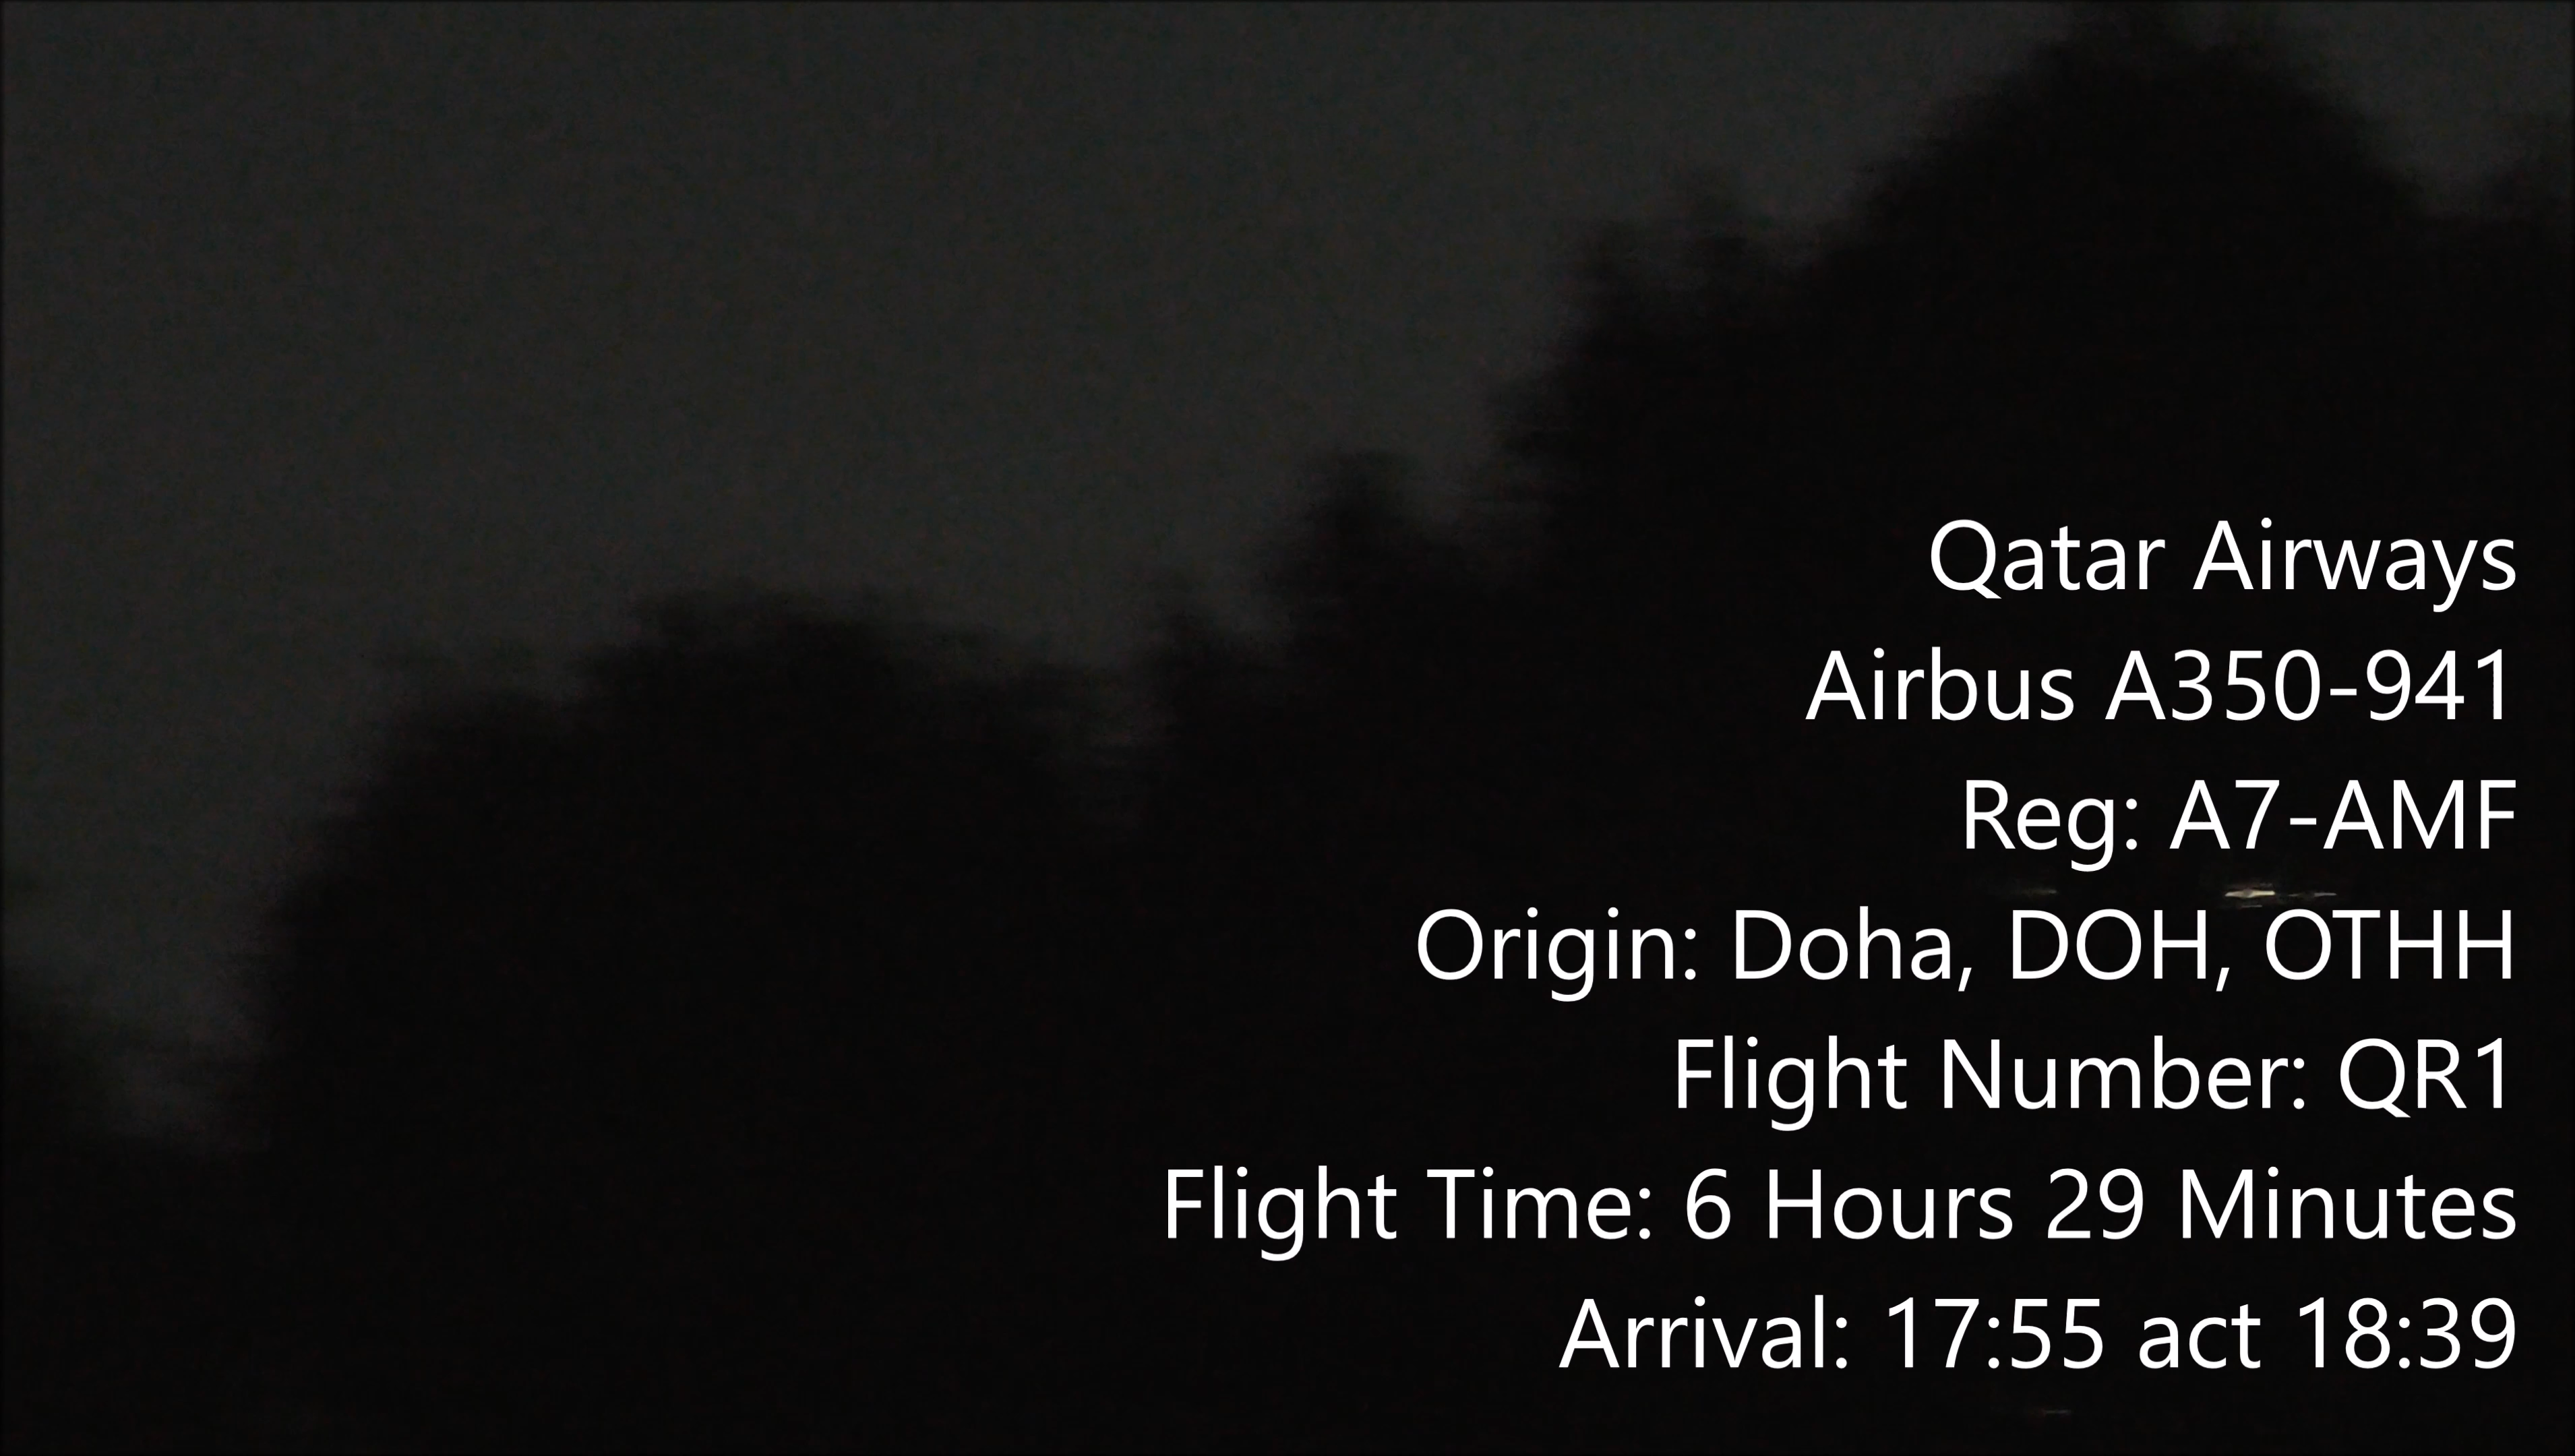 Qatar Airways
Airbus A350-941
Reg: A7-AMF
Origin: Doha, DOH, OTHH
Flight Number: QR1
Flight Time: 6 Hours 29 Minutes
Arrival: 17:55 act 18:39